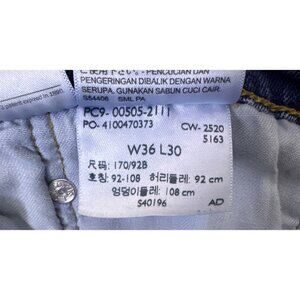 PENCUCIAN DAN
PENGERINGAN DIBALIK DENGAN WARNA
SERUPA. GUNAKAN SABUN CUCI CAIR.
S54406 SML PA
PC9- 00505-2111
PO- 4100470373 CW- 2520
5163
W36 L30
尺码: 170/92B
호칭: 92-108 허리둘레: 92 cm
엉덩이둘레: 108 cm
S40196 AD